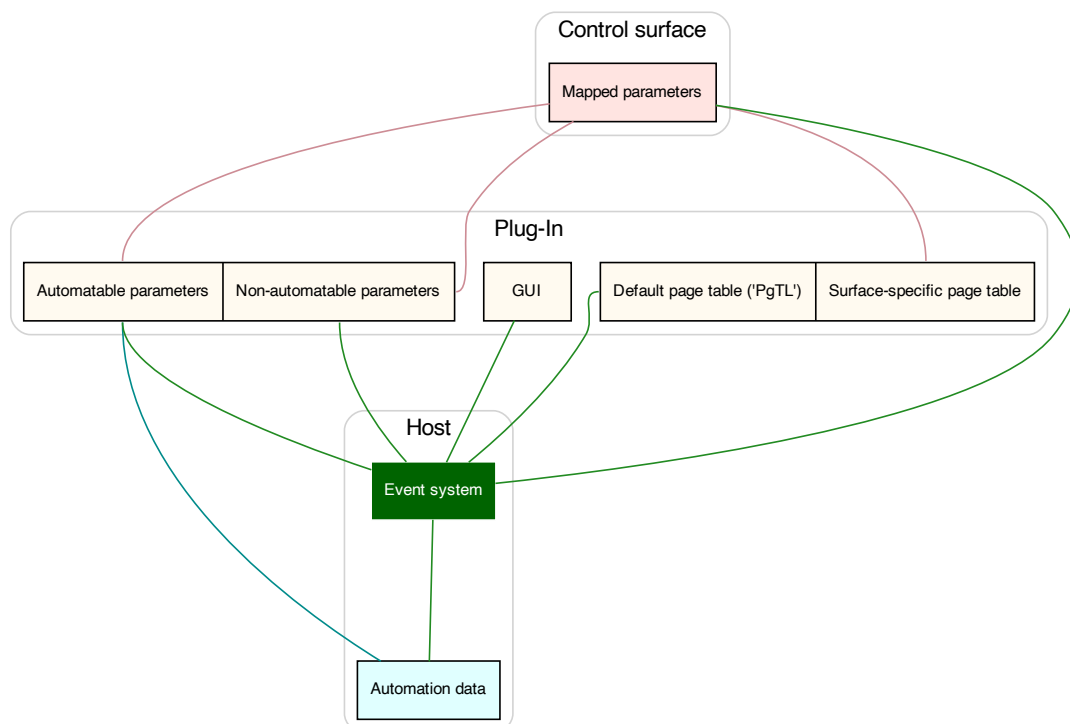 Control surface
Mapped parameters
Plug-In
Automatable parameters
Non-automatable parameters
GUI
Default page table ('PgTL')
Surface-specific page table
Host
Event system
Automation data